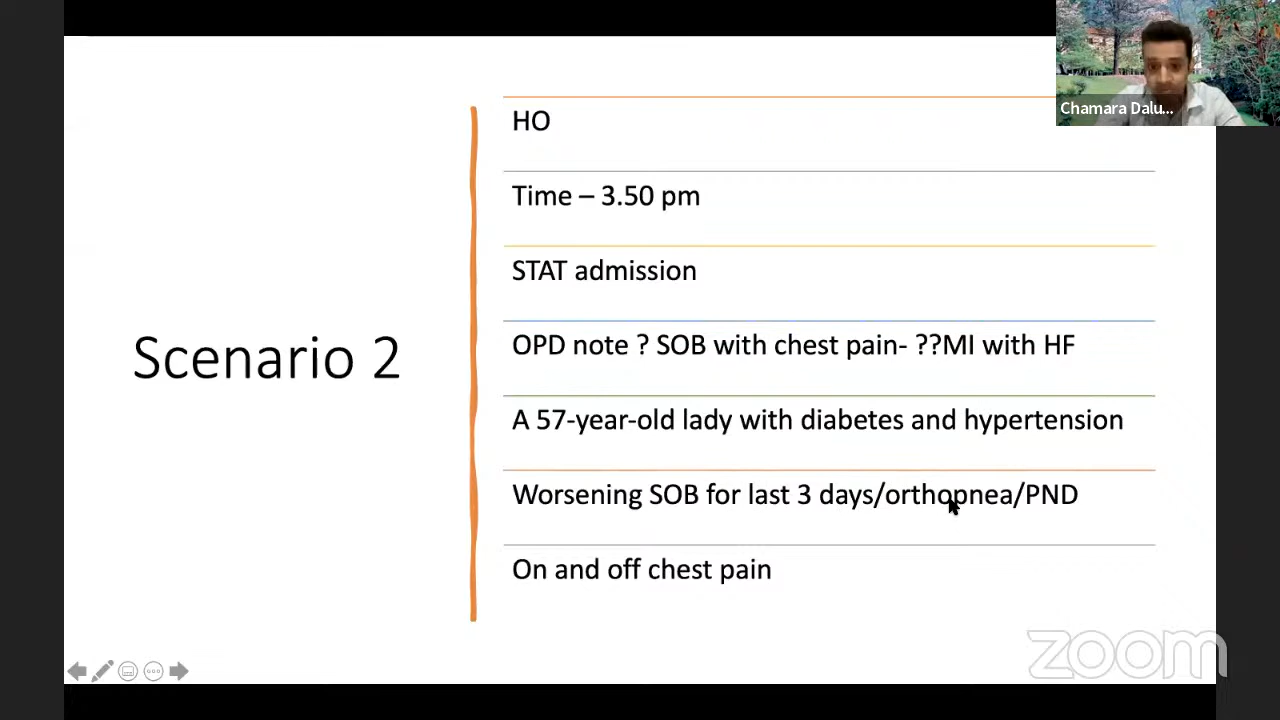 Scenario 2
HO
Time – 3.50 pm
STAT admission
OPD note ? SOB with chest pain- ??MI with HF
A 57-year-old lady with diabetes and hypertension
Worsening SOB for last 3 days/orthopnea/PND
On and off chest pain
Chamara Dalu...
zoom